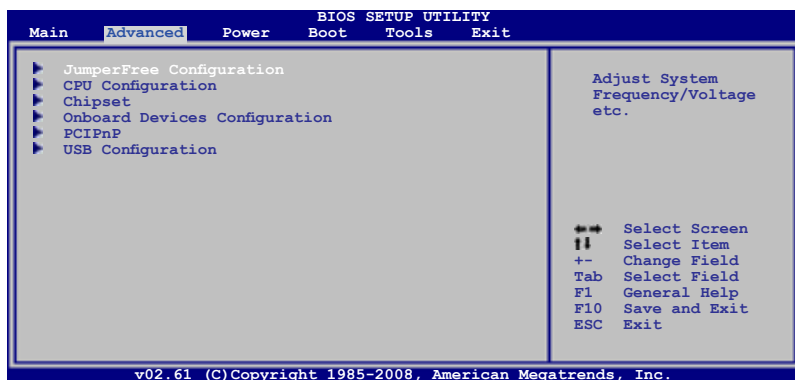 BIOS SETUP UTILITY
Main Advanced Power Boot Tools Exit
JumperFree Configuration
CPU Configuration
Chipset
Onboard Devices Configuration
PCIPnP
USB Configuration
Adjust System
Frequency/Voltage
etc.
←→ Select Screen
↑↓ Select Item
+- Change Field
Tab Select Field
F1 General Help
F10 Save and Exit
ESC Exit
v02.61 (C)Copyright 1985-2008, American Megatrends, Inc.